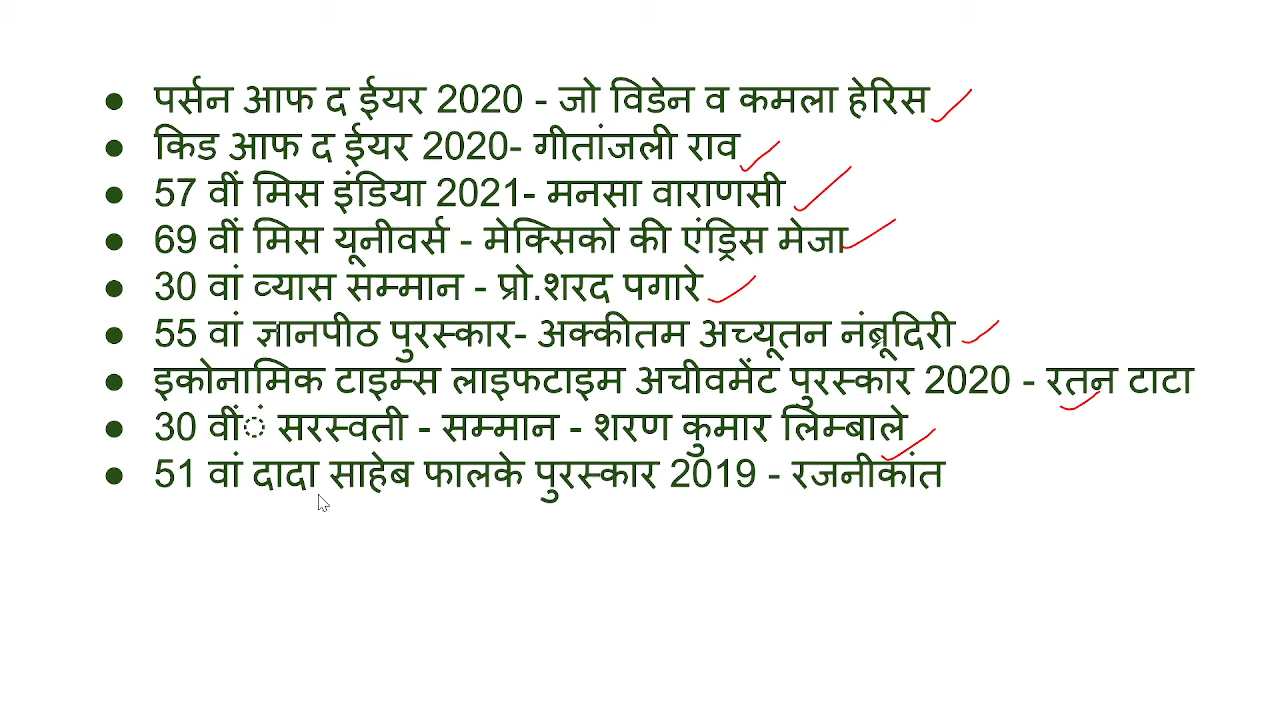 ● पर्सन आफ द ईयर 2020 - जो विडेन व कमला हेरिस
● किड आफ द ईयर 2020- गीतांजली राव
● 57 वीं मिस इंडिया 2021- मनसा वाराणसी
● 69 वीं मिस यूनीवर्स - मेक्सिको की एंड्रिस मेजा
● 30 वां व्यास सम्मान - प्रो.शरद पगारे
● 55 वां ज्ञानपीठ पुरस्कार- अक्कीतम अच्यूतन नंब्रूदिरी
● इकोनामिक टाइम्स लाइफटाइम अचीवमेंट पुरस्कार 2020 - रतन टाटा
● 30 वींं सरस्वती - सम्मान - शरण कुमार लिम्बाले
● 51 वां दादा साहेब फालके पुरस्कार 2019 - रजनीकांत